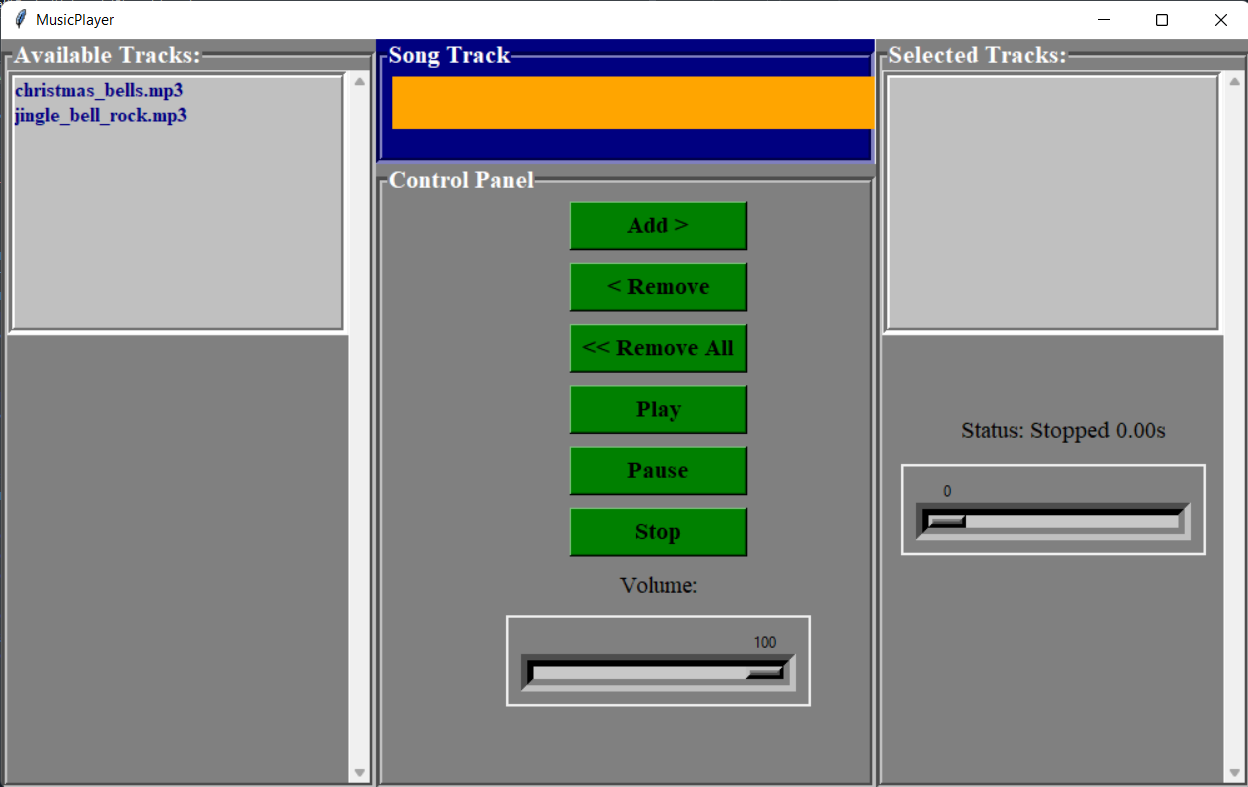 MusicPlayer
Available Tracks:
christmas_bells.mp3
jingle_bell_rock.mp3
Song Track
Control Panel
Add >
< Remove
<< Remove All
Play
Pause
Stop
Volume:
100
Selected Tracks:
Status: Stopped 0.00s
0